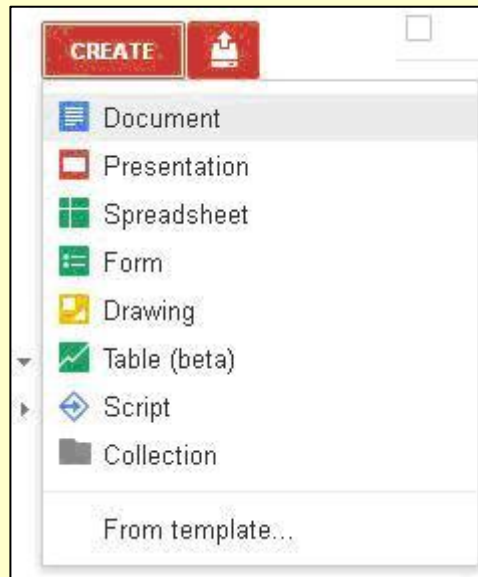 CREATE
Document
Presentation
Spreadsheet
Form
Drawing
Table (beta)
Script
Collection
From template...